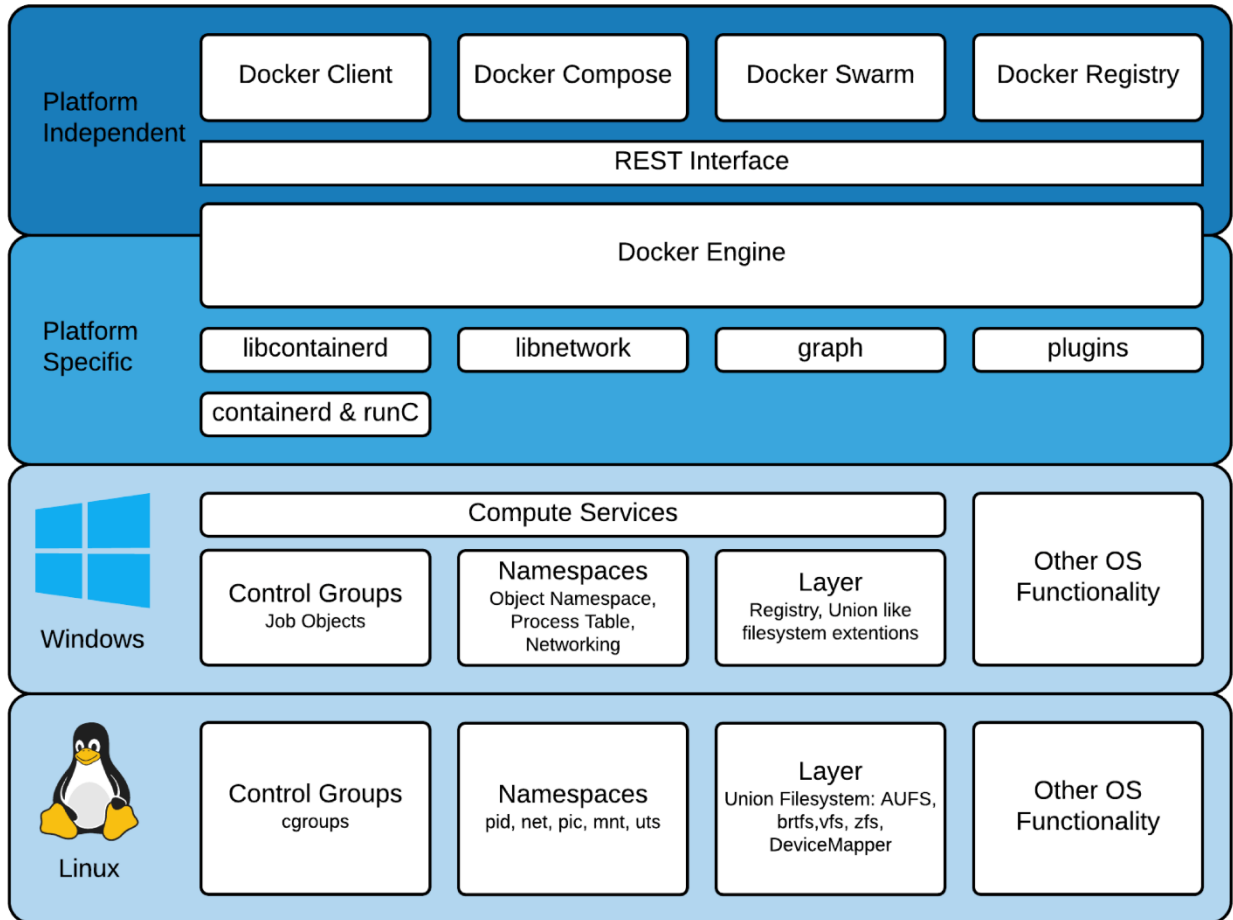 Platform
Independent
Docker Client
Docker Compose
Docker Swarm
Docker Registry
REST Interface
Docker Engine
Platform
Specific
libcontainerd
libnetwork
graph
plugins
containerd & runC
Windows
Compute Services
Control Groups
Job Objects
Namespaces
Object Namespace,
Process Table,
Networking
Layer
Registry, Union like
filesystem extentions
Other OS
Functionality
Linux
Control Groups
cgroups
Namespaces
pid, net, pic, mnt, uts
Layer
Union Filesystem: AUFS,
brtfs,vfs, zfs,
DeviceMapper
Other OS
Functionality